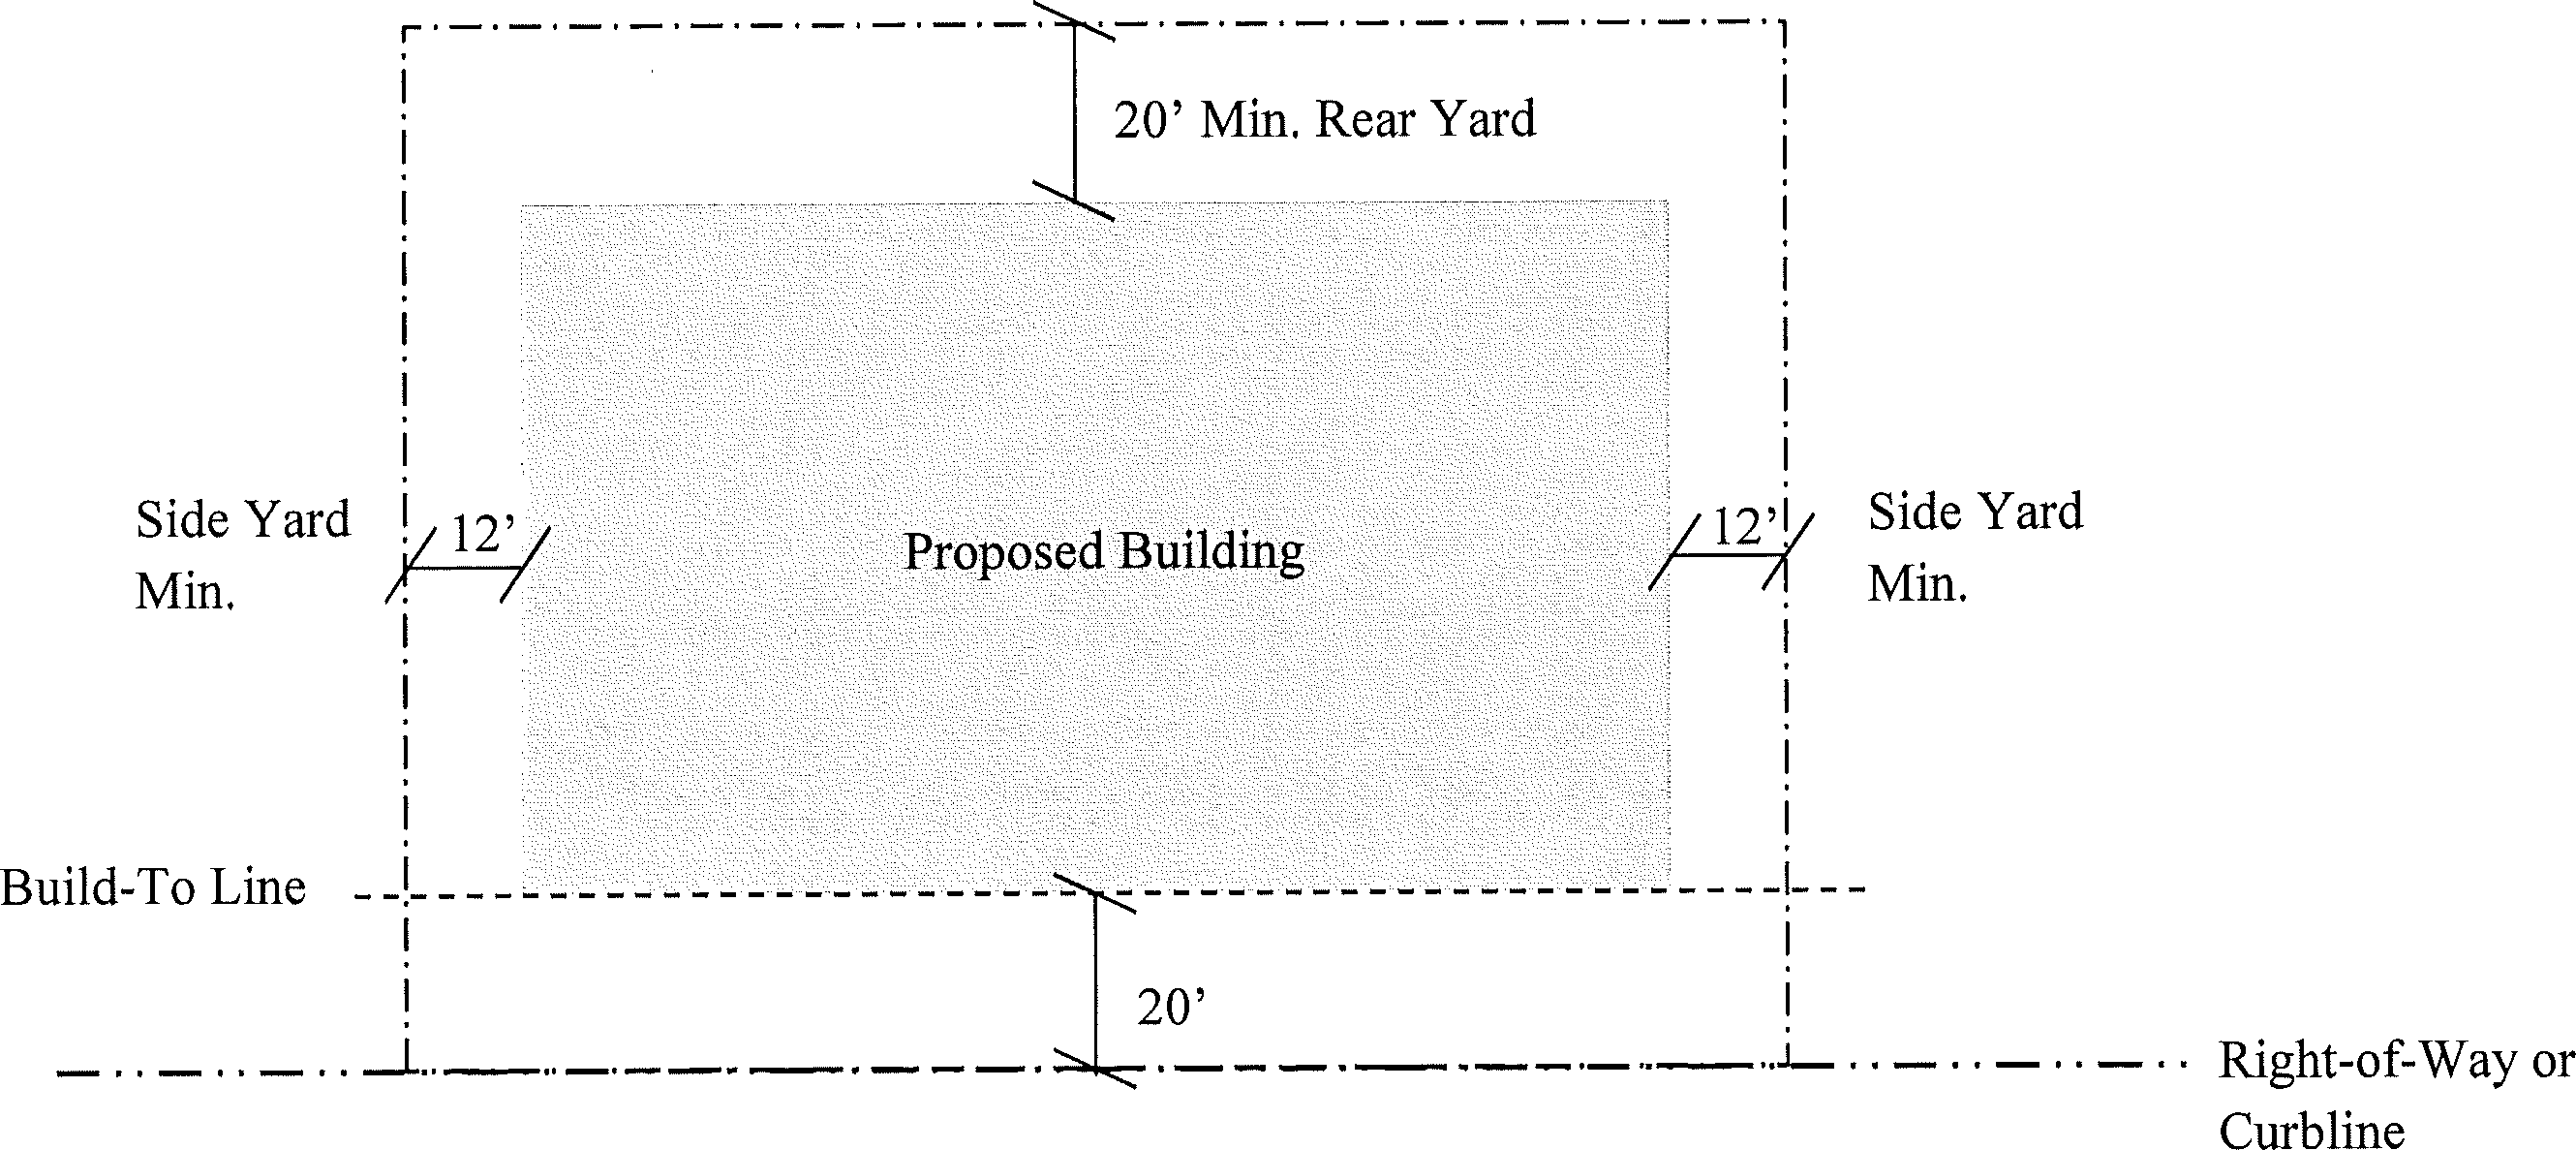 20’ Min. Rear Yard
Side Yard
Min.
12’
Proposed Building
12’
Side Yard
Min.
Build-To Line
20’
Right-of-Way or
Curbline